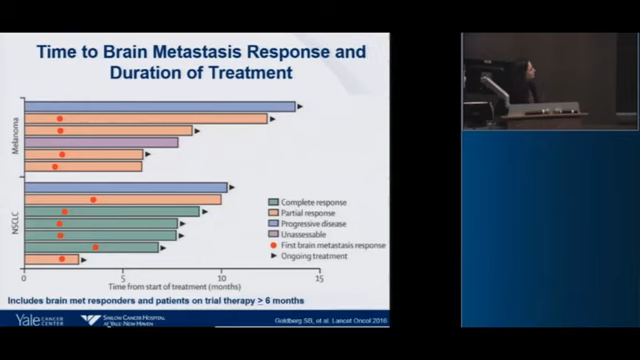 Time to Brain Metastasis Response and
Duration of Treatment
Melanoma
NSCLC
Complete response
Partial response
Progressive disease
Unassessable
First brain metastasis response
Ongoing treatment
0 5 10 15
Time from start of treatment (months)
Includes brain met responders and patients on trial therapy ≥ 6 months
Yale CANCER CENTER
SMILOW CANCER HOSPITAL
AT YALE-NEW HAVEN
Goldberg SB, et al. Lancet Oncol 2016